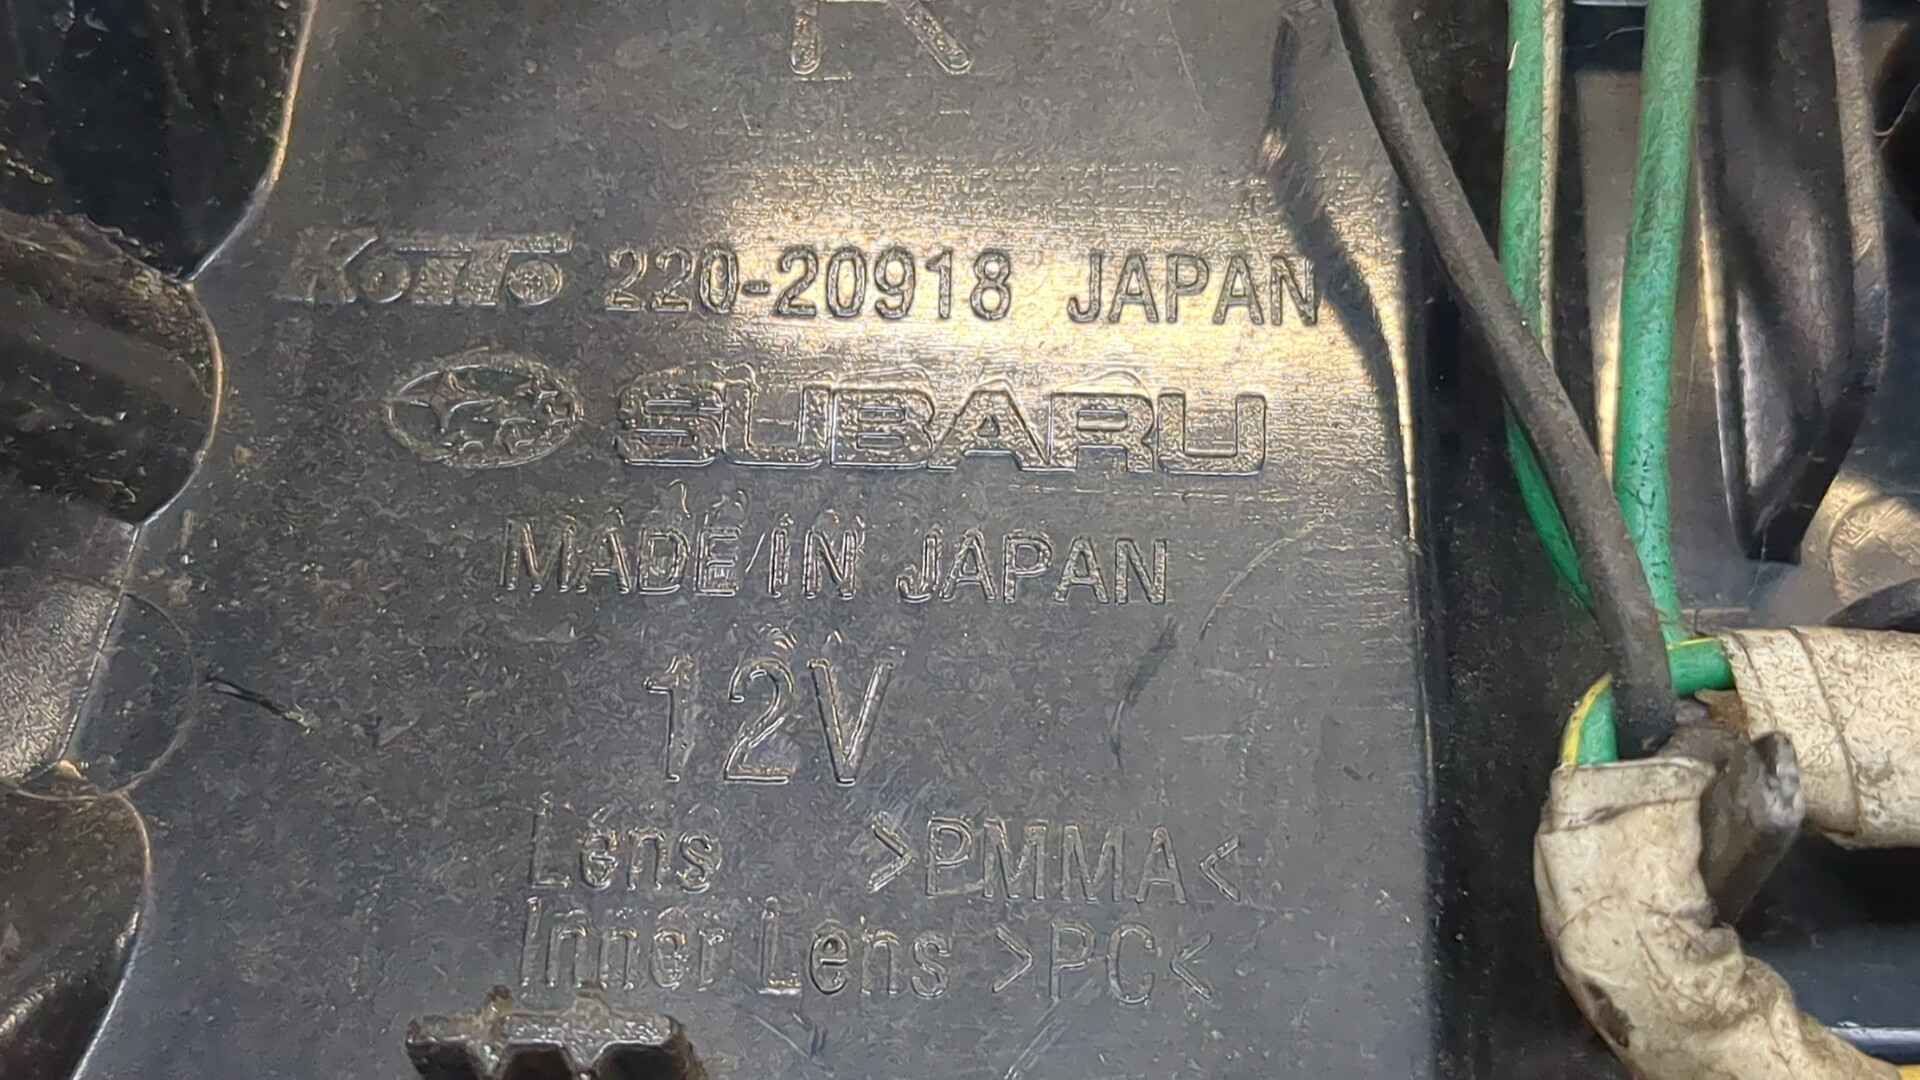 R
KOITO 220-20918 JAPAN
SUBARU
MADE IN JAPAN
12V
Lens >PMMA<
Inner Lens >PC<